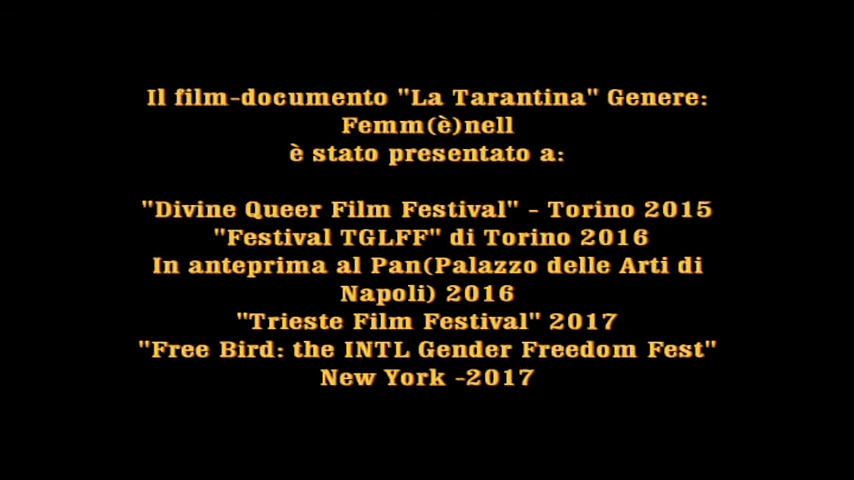 Il film-documento "La Tarantina" Genere:
Femm(è)nell
è stato presentato a:
"Divine Queer Film Festival" - Torino 2015
"Festival TGLFF" di Torino 2016
In anteprima al Pan(Palazzo delle Arti di
Napoli) 2016
"Trieste Film Festival" 2017
"Free Bird: the INTL Gender Freedom Fest"
New York -2017